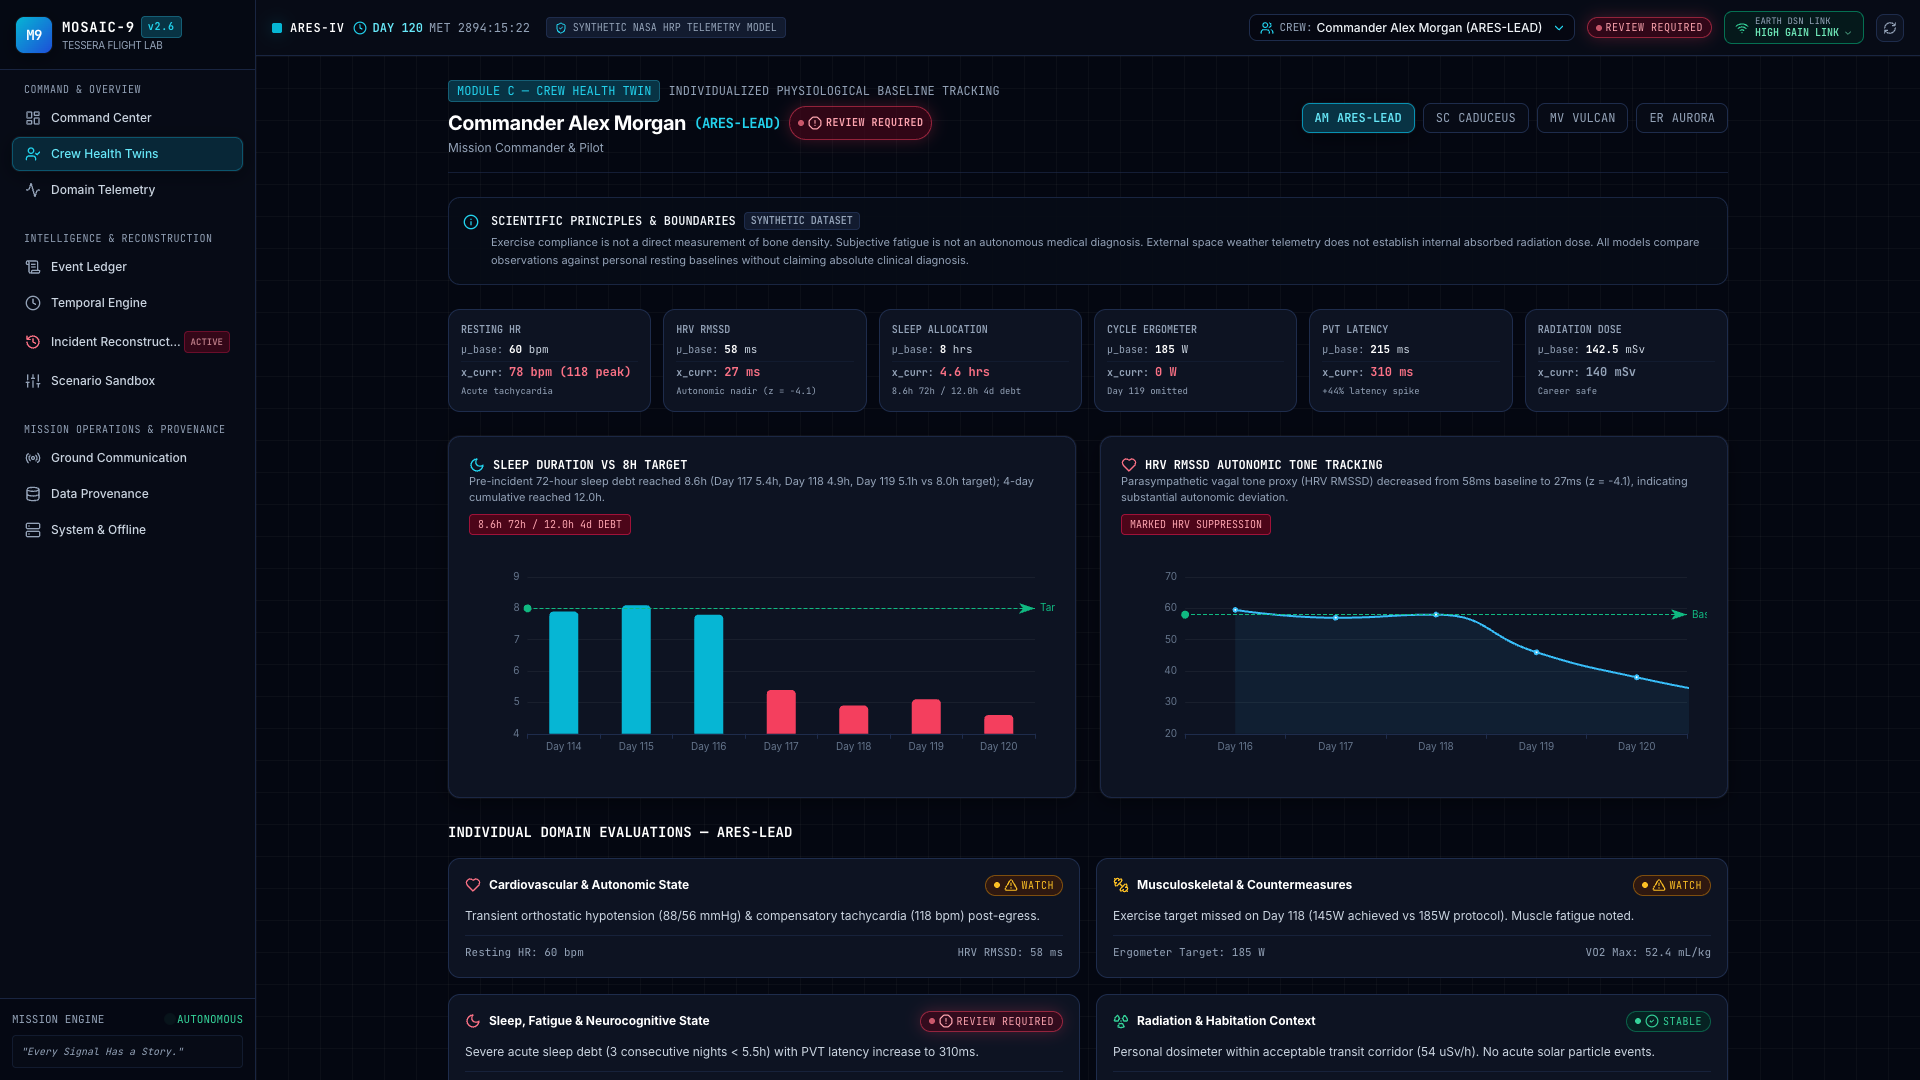 M9
MOSAIC-9 v2.6
TESSERA FLIGHT LAB
COMMAND & OVERVIEW
Command Center
Crew Health Twins
Domain Telemetry
INTELLIGENCE & RECONSTRUCTION
Event Ledger
Temporal Engine
Incident Reconstruct... ACTIVE
Scenario Sandbox
MISSION OPERATIONS & PROVENANCE
Ground Communication
Data Provenance
System & Offline
MISSION ENGINE AUTONOMOUS
"Every Signal Has a Story."
ARES-IV DAY 120 MET 2894:15:22 SYNTHETIC NASA HRP TELEMETRY MODEL
CREW: Commander Alex Morgan (ARES-LEAD)
REVIEW REQUIRED
EARTH DSN LINK
HIGH GAIN LINK
MODULE C — CREW HEALTH TWIN INDIVIDUALIZED PHYSIOLOGICAL BASELINE TRACKING
Commander Alex Morgan (ARES-LEAD) REVIEW REQUIRED
Mission Commander & Pilot
AM ARES-LEAD SC CADUCEUS MV VULCAN ER AURORA
SCIENTIFIC PRINCIPLES & BOUNDARIES SYNTHETIC DATASET
Exercise compliance is not a direct measurement of bone density. Subjective fatigue is not an autonomous medical diagnosis. External space weather telemetry does not establish internal absorbed radiation dose. All models compare
observations against personal resting baselines without claiming absolute clinical diagnosis.
RESTING HR
μ_base: 60 bpm
x_curr: 78 bpm (118 peak)
Acute tachycardia
HRV RMSSD
μ_base: 58 ms
x_curr: 27 ms
Autonomic nadir (z = -4.1)
SLEEP ALLOCATION
μ_base: 8 hrs
x_curr: 4.6 hrs
8.6h 72h / 12.0h 4d debt
CYCLE ERGOMETER
μ_base: 185 W
x_curr: 0 W
Day 119 omitted
PVT LATENCY
μ_base: 215 ms
x_curr: 310 ms
+44% latency spike
RADIATION DOSE
μ_base: 142.5 mSv
x_curr: 140 mSv
Career safe
SLEEP DURATION VS 8H TARGET
Pre-incident 72-hour sleep debt reached 8.6h (Day 117 5.4h, Day 118 4.9h, Day 119 5.1h vs 8.0h target); 4-day
cumulative reached 12.0h.
8.6h 72h / 12.0h 4d DEBT
9
8 Tar
7
6
5
4
Day 114 Day 115 Day 116 Day 117 Day 118 Day 119 Day 120
HRV RMSSD AUTONOMIC TONE TRACKING
Parasympathetic vagal tone proxy (HRV RMSSD) decreased from 58ms baseline to 27ms (z = -4.1), indicating
substantial autonomic deviation.
MARKED HRV SUPPRESSION
70
60 Bas
50
40
30
20
Day 116 Day 117 Day 118 Day 119 Day 120
INDIVIDUAL DOMAIN EVALUATIONS — ARES-LEAD
Cardiovascular & Autonomic State WATCH
Transient orthostatic hypotension (88/56 mmHg) & compensatory tachycardia (118 bpm) post-egress.
Resting HR: 60 bpm HRV RMSSD: 58 ms
Musculoskeletal & Countermeasures WATCH
Exercise target missed on Day 118 (145W achieved vs 185W protocol). Muscle fatigue noted.
Ergometer Target: 185 W VO2 Max: 52.4 mL/kg
Sleep, Fatigue & Neurocognitive State REVIEW REQUIRED
Severe acute sleep debt (3 consecutive nights < 5.5h) with PVT latency increase to 310ms.
Radiation & Habitation Context STABLE
Personal dosimeter within acceptable transit corridor (54 uSv/h). No acute solar particle events.